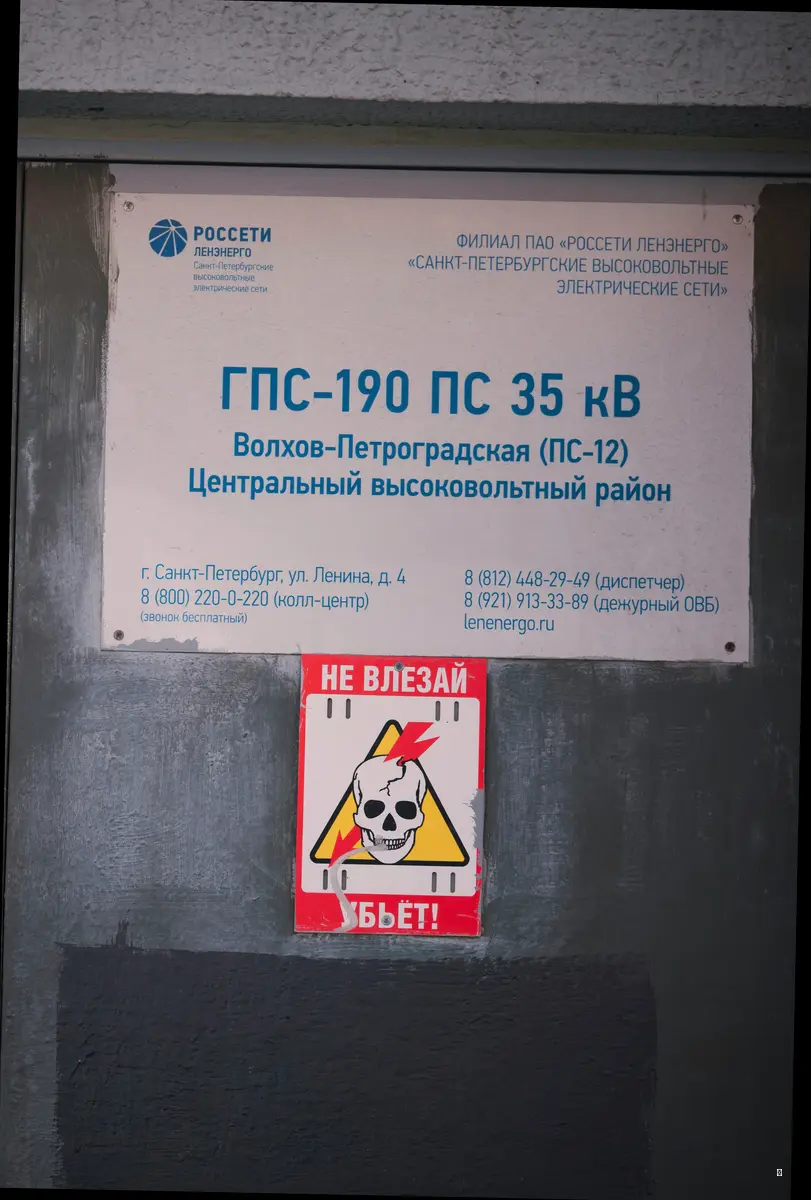 РОССЕТИ
ЛЕНЭНЕРГО
Санкт-Петербургские
высоковольтные
электрические сети
ФИЛИАЛ ПАО «РОССЕТИ ЛЕНЭНЕРГО»
«САНКТ-ПЕТЕРБУРГСКИЕ ВЫСОКОВОЛЬТНЫЕ
ЭЛЕКТРИЧЕСКИЕ СЕТИ»
ГПС-190 ПС 35 кВ
Волхов-Петроградская (ПС-12)
Центральный высоковольтный район
г. Санкт-Петербург, ул. Ленина, д. 4
8 (800) 220-0-220 (колл-центр)
(звонок бесплатный)
8 (812) 448-29-49 (диспетчер)
8 (921) 913-33-89 (дежурный ОВБ)
lenenergo.ru
НЕ ВЛЕЗАЙ
УБЬЁТ!